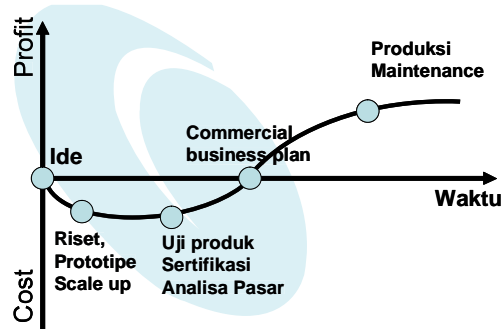 Profit
Cost
Produksi
Maintenance
Commercial
business plan
Ide
Waktu
Riset,
Prototipe
Scale up
Uji produk
Sertifikasi
Analisa Pasar